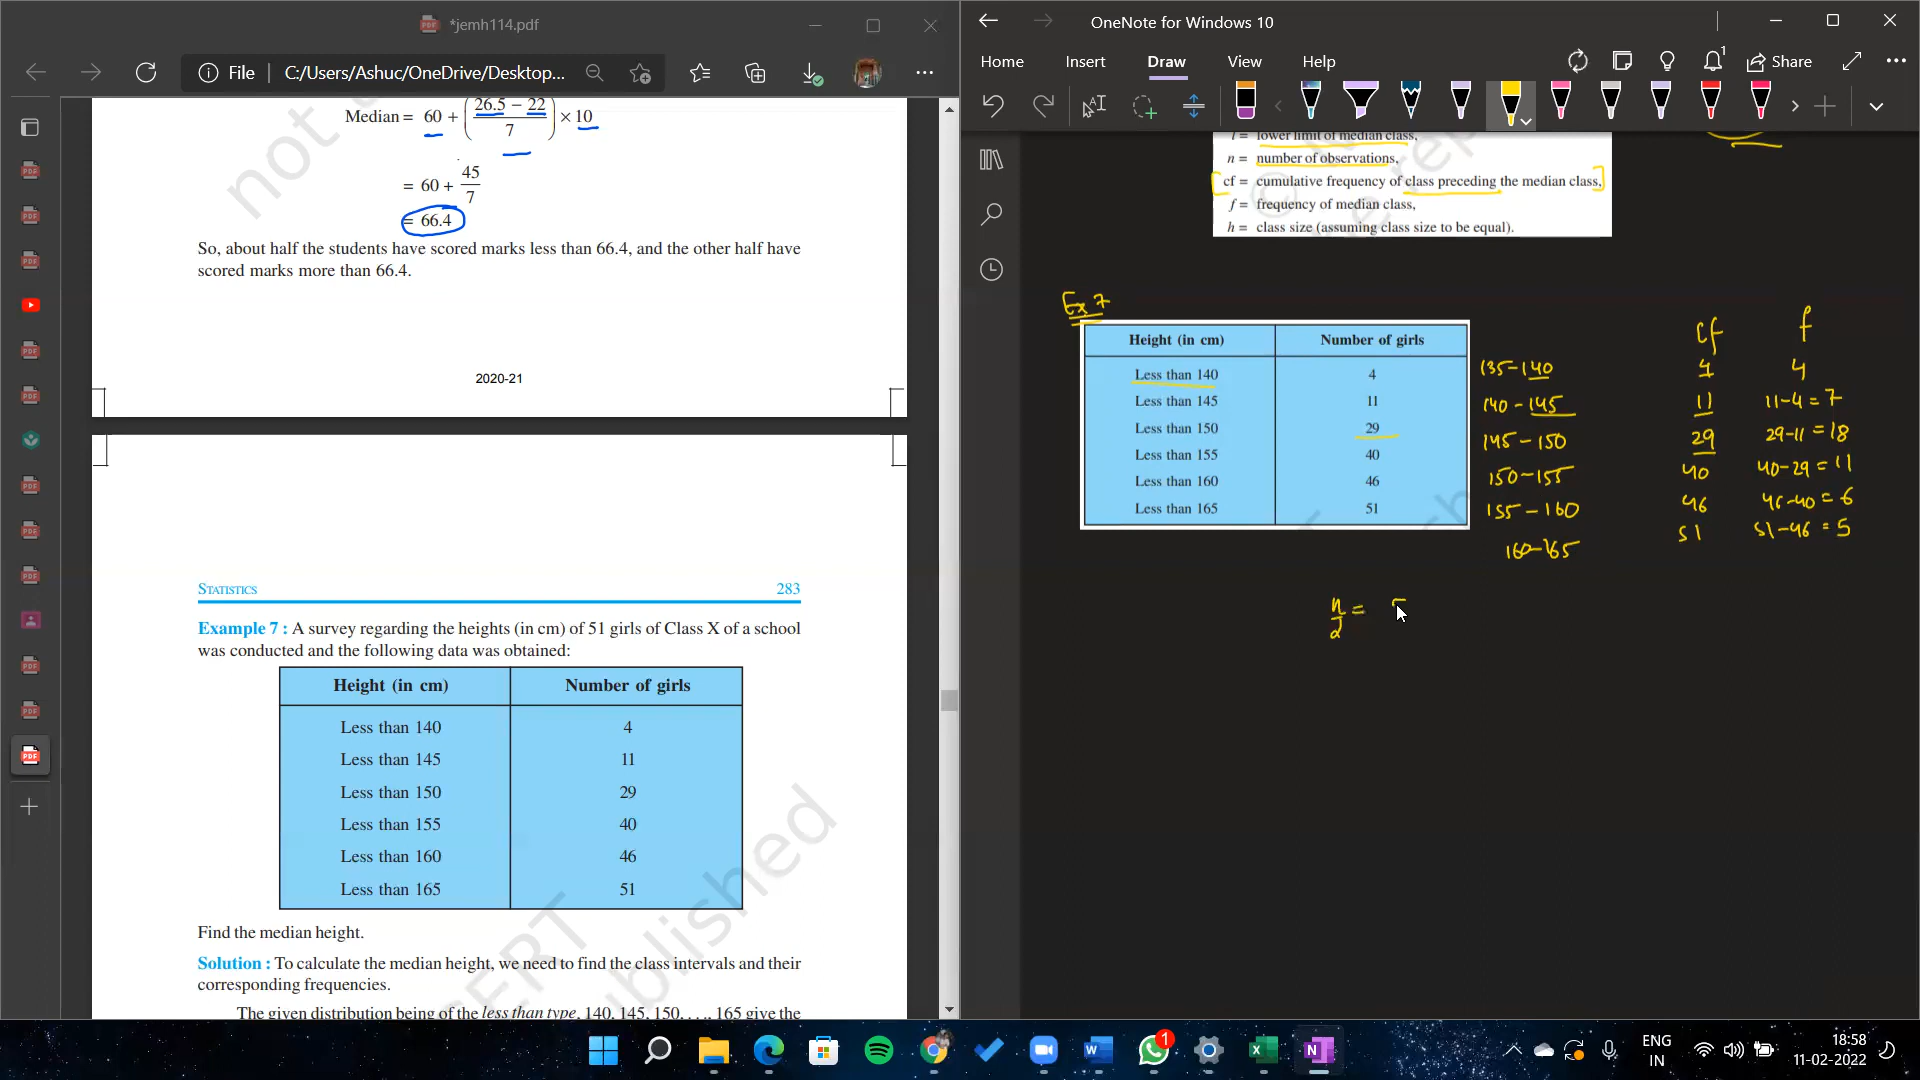 *jemh114.pdf
File | C:/Users/Ashuc/OneDrive/Desktop...
Median = 60 + ( 26.5 − 22 / 7 ) × 10
= 60 + 45 / 7
= 66.4
So, about half the students have scored marks less than 66.4, and the other half have
scored marks more than 66.4.
2020-21
STATISTICS 283
Example 7 : A survey regarding the heights (in cm) of 51 girls of Class X of a school
was conducted and the following data was obtained:
Height (in cm) Number of girls
Less than 140 4
Less than 145 11
Less than 150 29
Less than 155 40
Less than 160 46
Less than 165 51
Find the median height.
Solution : To calculate the median height, we need to find the class intervals and their
corresponding frequencies.
The given distribution being of the less than type, 140, 145, 150, . . ., 165 give the
OneNote for Windows 10
Home Insert Draw View Help Share
l = lower limit of median class,
n = number of observations,
cf = cumulative frequency of class preceding the median class,
f = frequency of median class,
h = class size (assuming class size to be equal).
Ex 7
Height (in cm) Number of girls
Less than 140 4
Less than 145 11
Less than 150 29
Less than 155 40
Less than 160 46
Less than 165 51
cf f
135-140 4 4
140-145 11 11-4=7
145-150 29 29-11=18
150-155 40 40-29=11
155-160 46 46-40=6
160-165 51 51-46=5
n/2 =
1
ENG
IN
18:58
11-02-2022